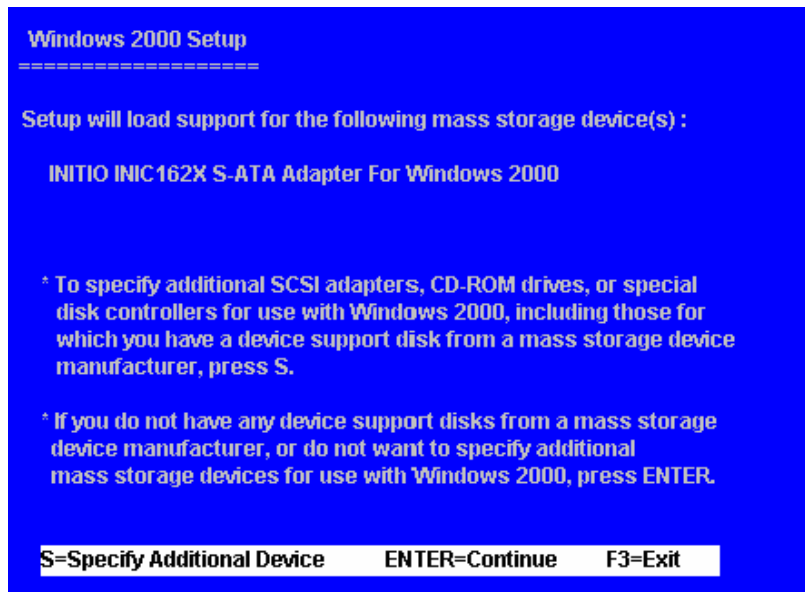 Windows 2000 Setup
===================
Setup will load support for the following mass storage device(s) :
INITIO INIC162X S-ATA Adapter For Windows 2000
* To specify additional SCSI adapters, CD-ROM drives, or special
disk controllers for use with Windows 2000, including those for
which you have a device support disk from a mass storage device
manufacturer, press S.
* If you do not have any device support disks from a mass storage
device manufacturer, or do not want to specify additional
mass storage devices for use with Windows 2000, press ENTER.
S=Specify Additional Device ENTER=Continue F3=Exit